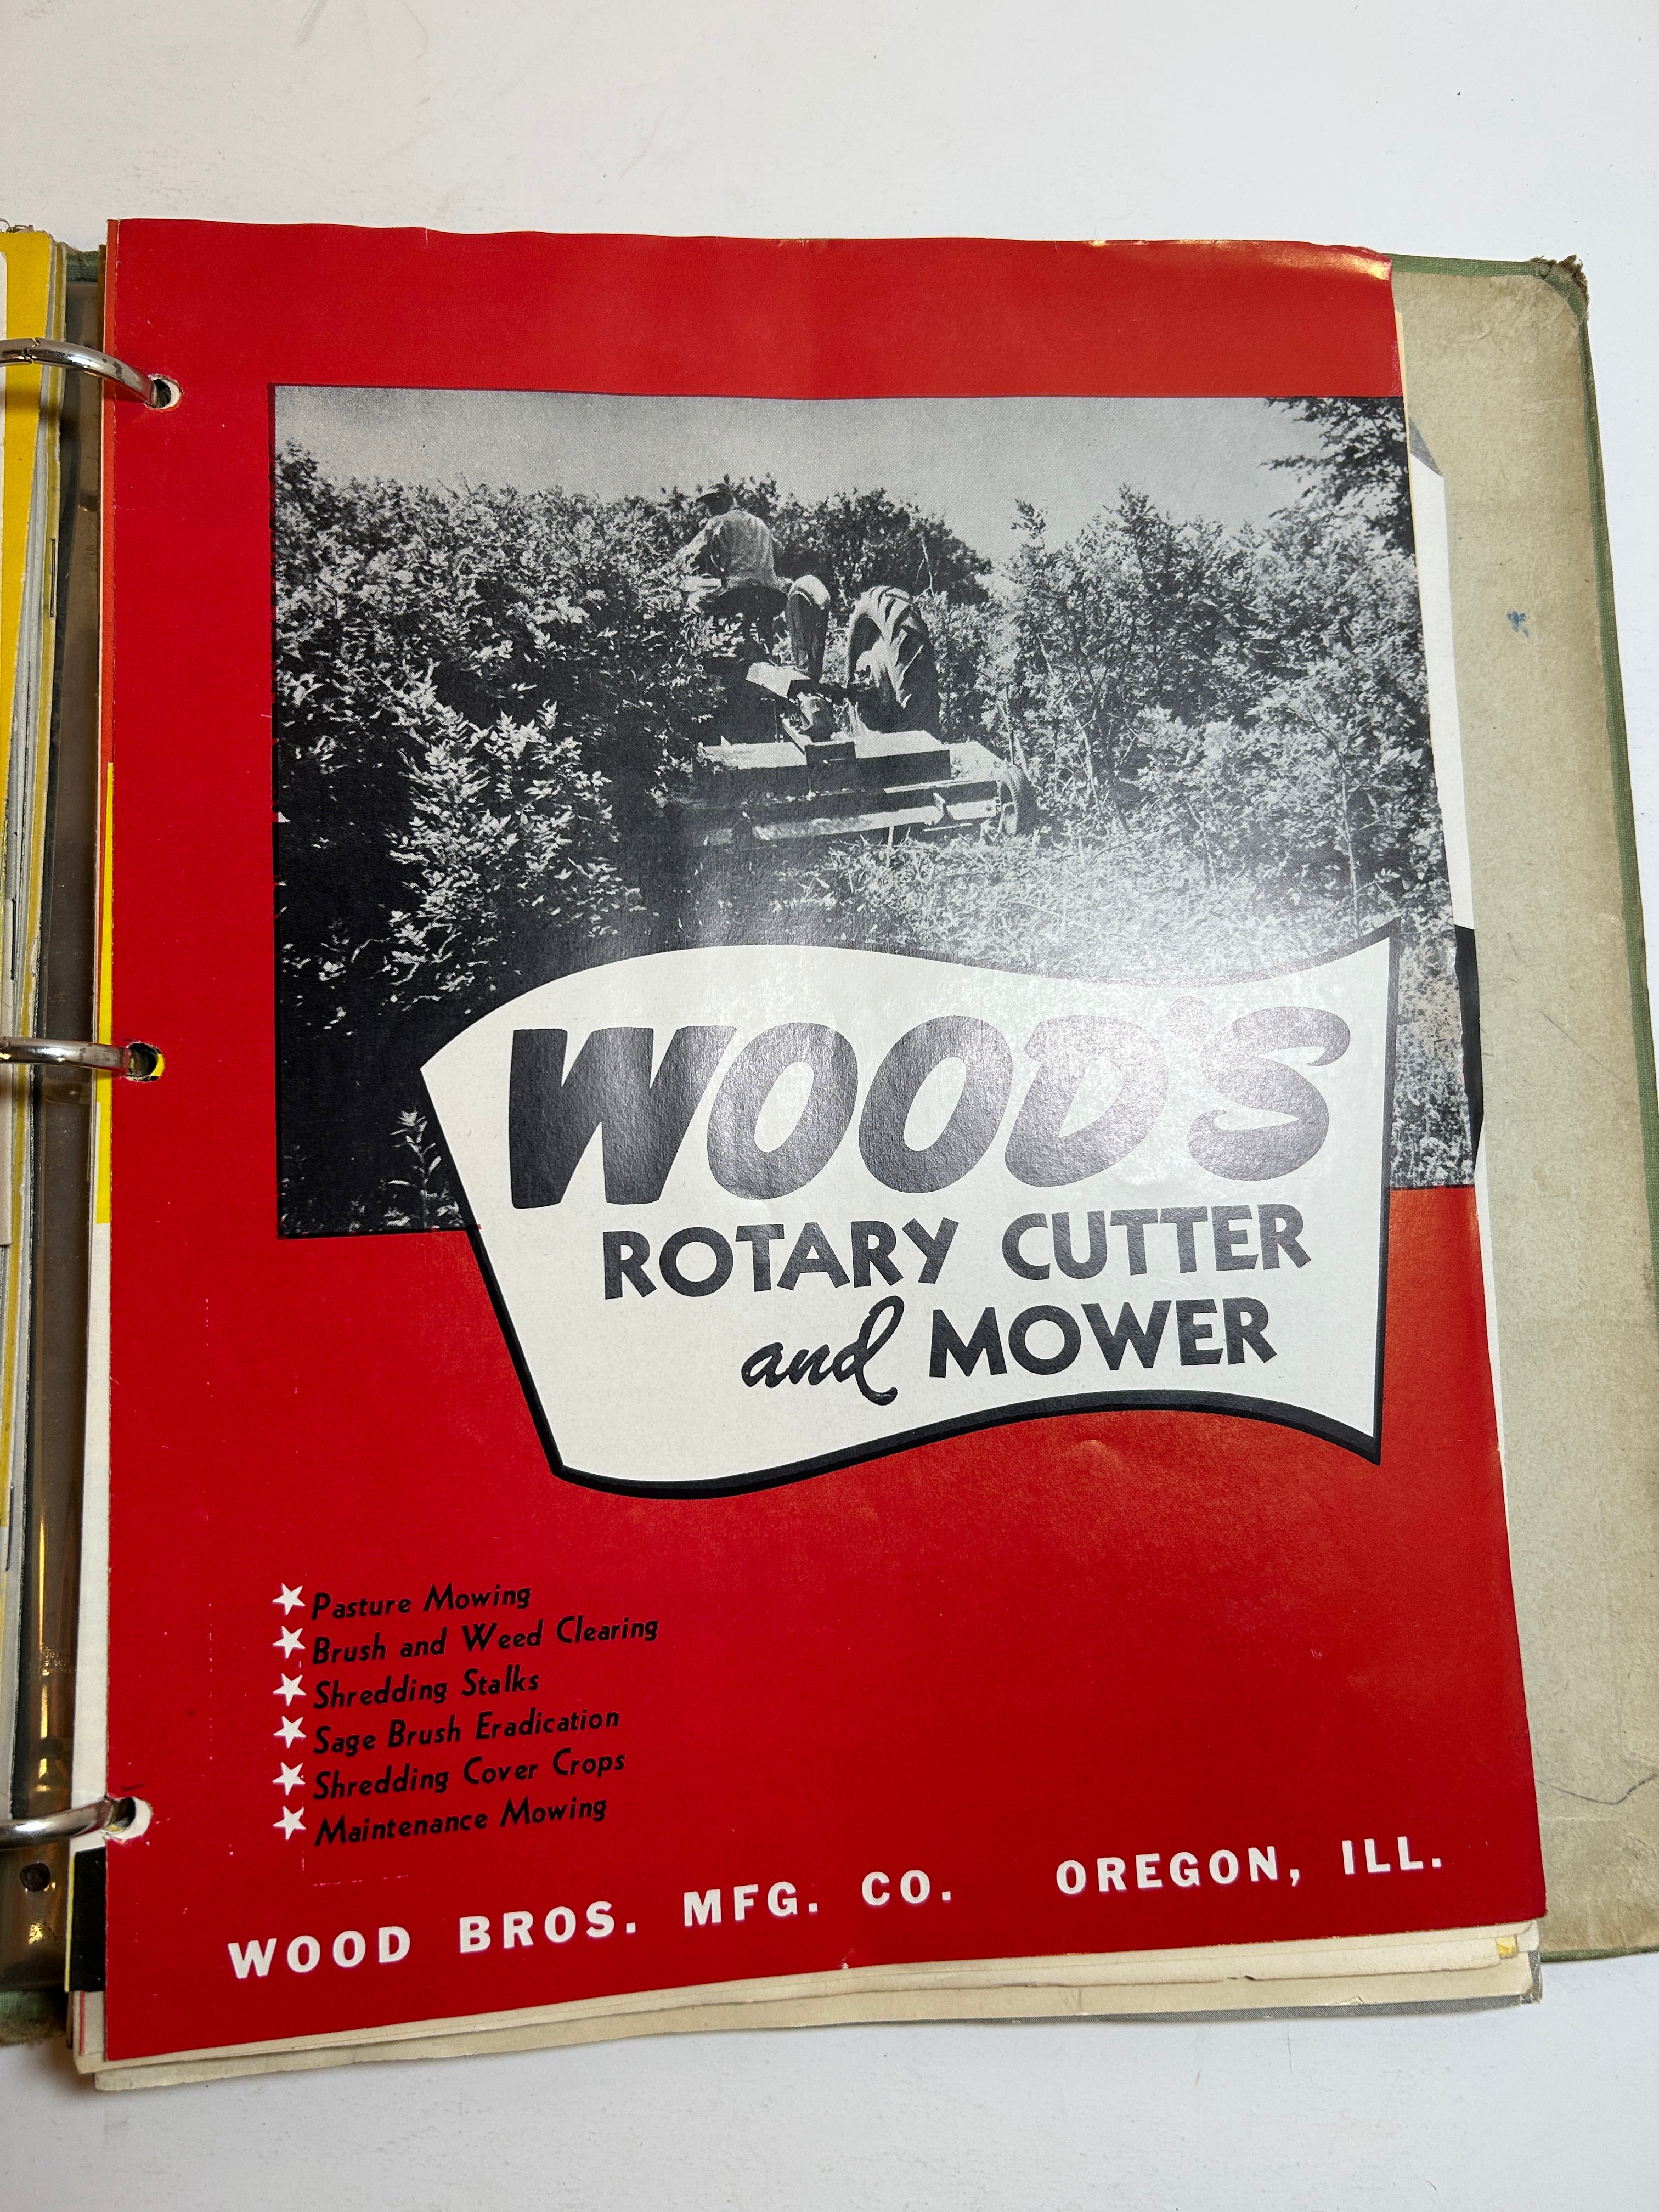 WOOD'S
ROTARY CUTTER
and MOWER
Pasture Mowing
Brush and Weed Clearing
Shredding Stalks
Sage Brush Eradication
Shredding Cover Crops
Maintenance Mowing
WOOD BROS. MFG. CO. OREGON, ILL.